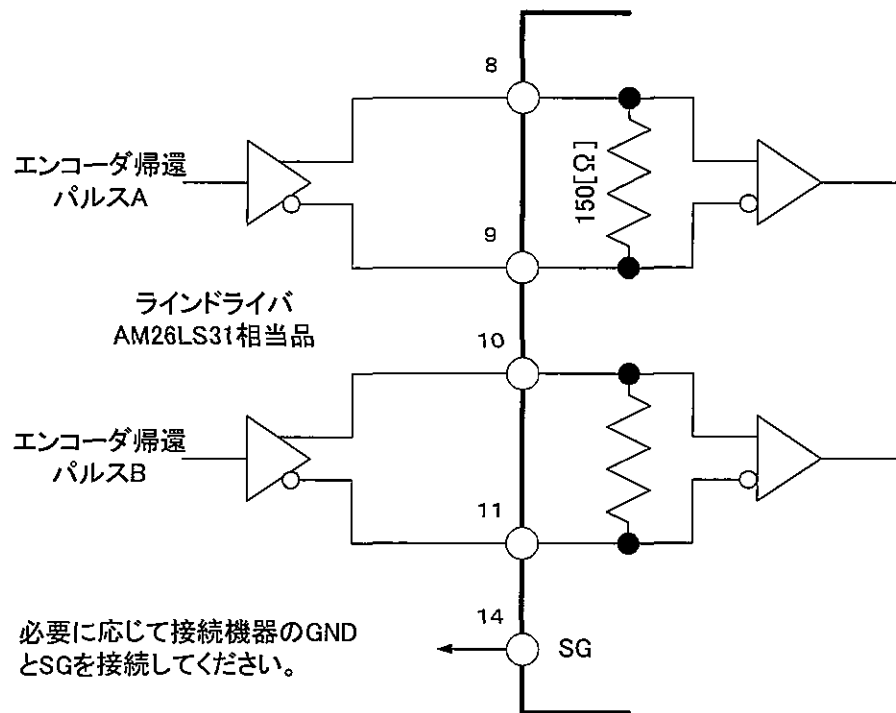 8
エンコーダ帰還
パルスA
150[Ω]
9
ラインドライバ
AM26LS31相当品
10
エンコーダ帰還
パルスB
11
14
必要に応じて接続機器のGND
とSGを接続してください。
SG